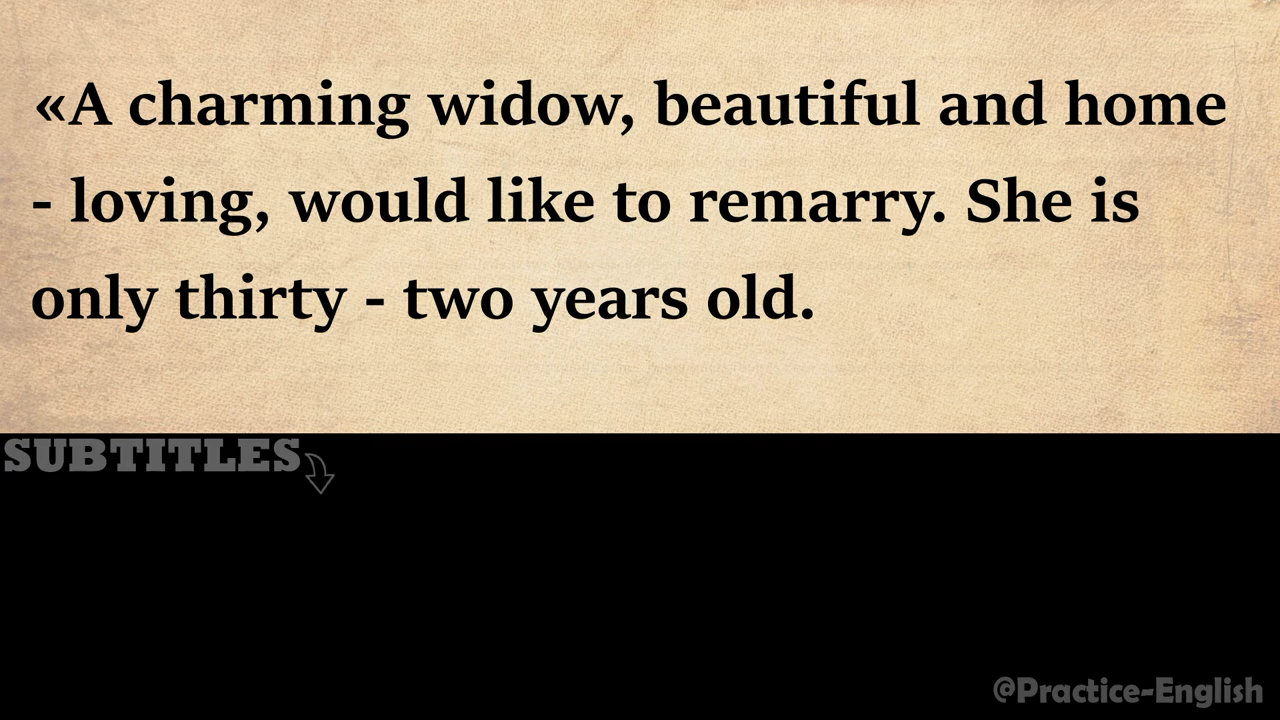 «A charming widow, beautiful and home
- loving, would like to remarry. She is
only thirty - two years old.
SUBTITLES
@Practice-English